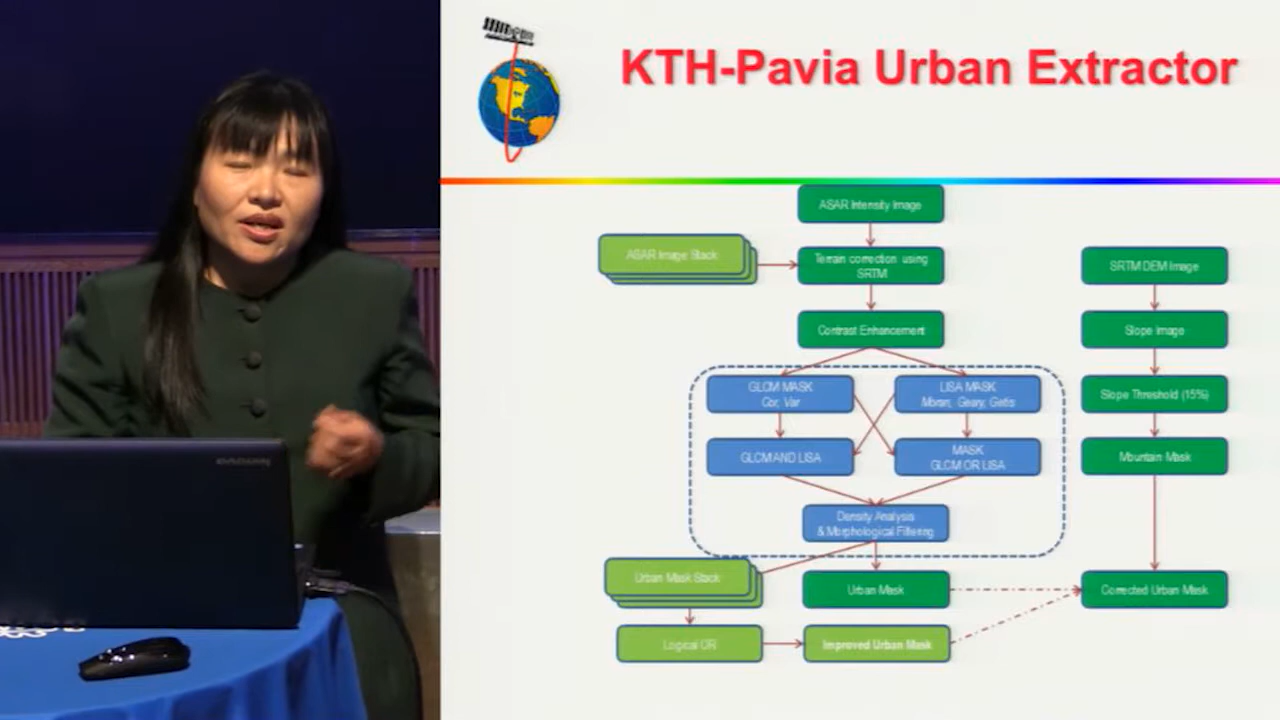 KTH-Pavia Urban Extractor
ASAR Intensity Image
ASAR Image Stack
Terrain correction using
SRTM
SRTM DEM Image
Contrast Enhancement
Slope Image
GLCM MASK
Cor, Var
LISA MASK
Moran, Geary, Getis
Slope Threshold (15%)
GLCM AND LISA
MASK
GLCM OR LISA
Mountain Mask
Density Analysis
& Morphological Filtering
Urban Mask Stack
Urban Mask
Corrected Urban Mask
Logical OR
Improved Urban Mask